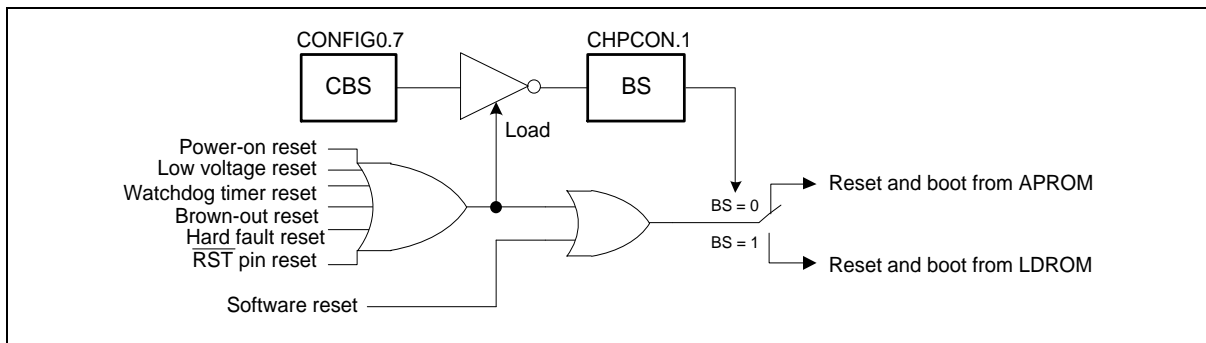 CONFIG0.7
CHPCON.1
CBS
BS
Load
Power-on reset
Low voltage reset
Watchdog timer reset
Brown-out reset
Hard fault reset
RST pin reset
Software reset
BS = 0
BS = 1
Reset and boot from APROM
Reset and boot from LDROM